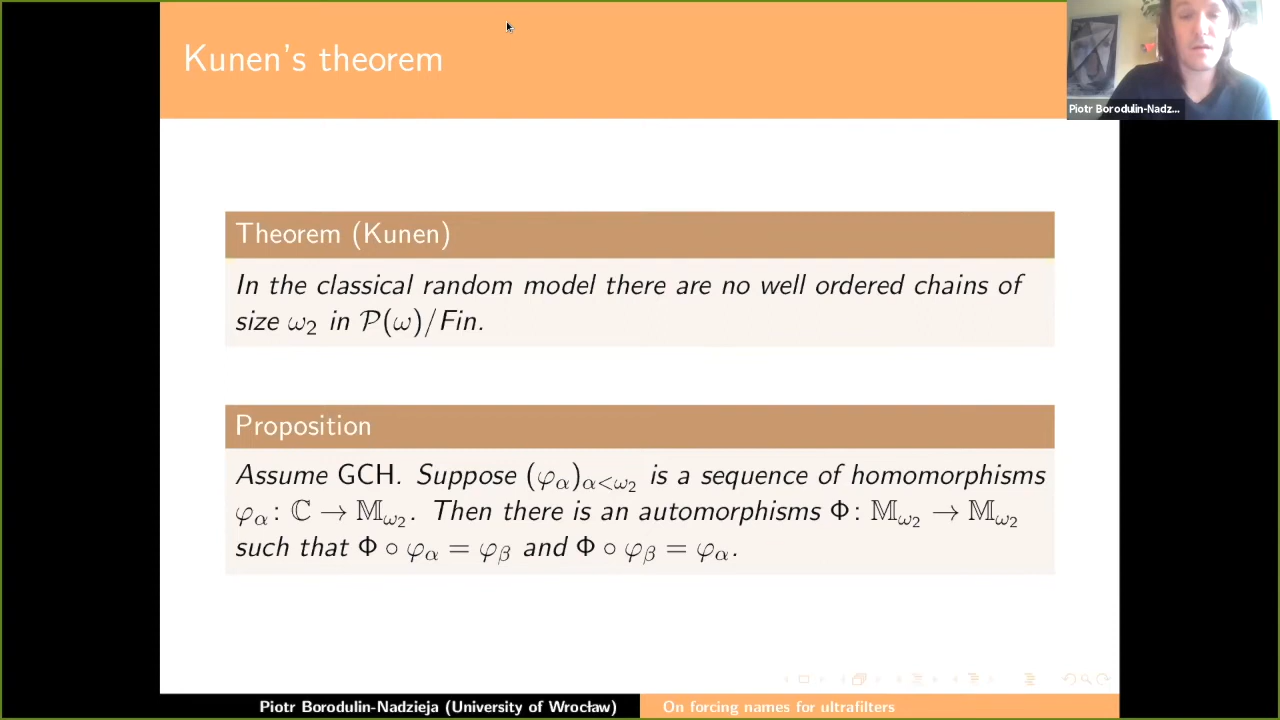 Kunen's theorem
Piotr Borodulin-Nadz...
Theorem (Kunen)
In the classical random model there are no well ordered chains of
size ω₂ in 𝒫(ω)/Fin.
Proposition
Assume GCH. Suppose (φ_α)_{α<ω₂} is a sequence of homomorphisms
φ_α : ℂ → 𝕄_{ω₂}. Then there is an automorphisms Φ: 𝕄_{ω₂} → 𝕄_{ω₂}
such that Φ ∘ φ_α = φ_β and Φ ∘ φ_β = φ_α.
Piotr Borodulin-Nadzieja (University of Wrocław)
On forcing names for ultrafilters